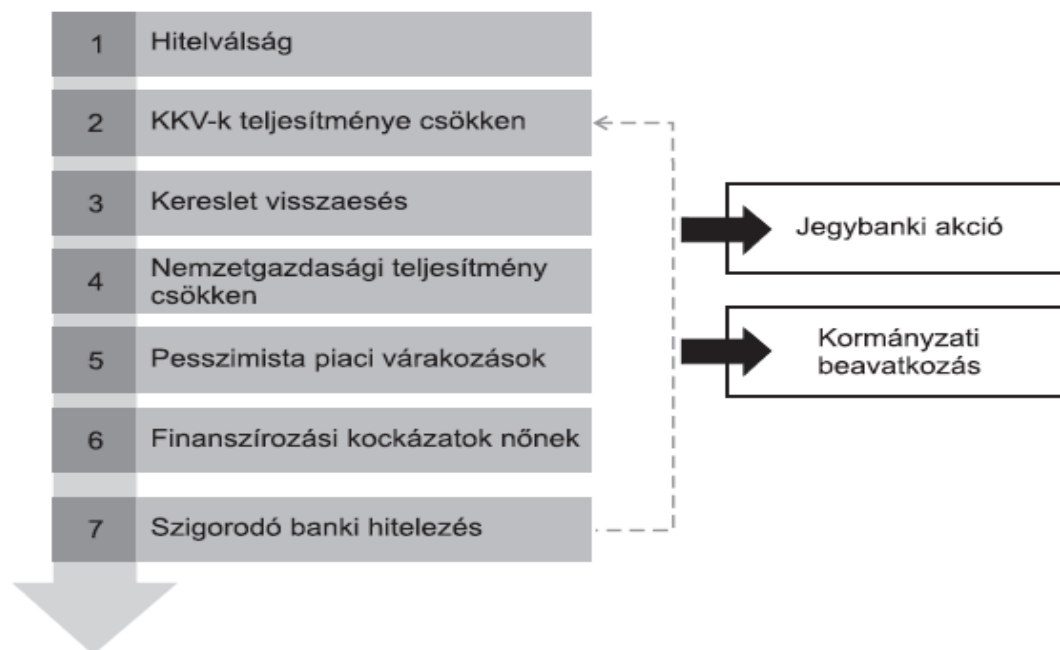 1 Hitelválság
2 KKV-k teljesítménye csökken
3 Kereslet visszaesés
4 Nemzetgazdasági teljesítmény
csökken
5 Pesszimista piaci várakozások
6 Finanszírozási kockázatok nőnek
7 Szigorodó banki hitelezés
Jegybanki akció
Kormányzati
beavatkozás